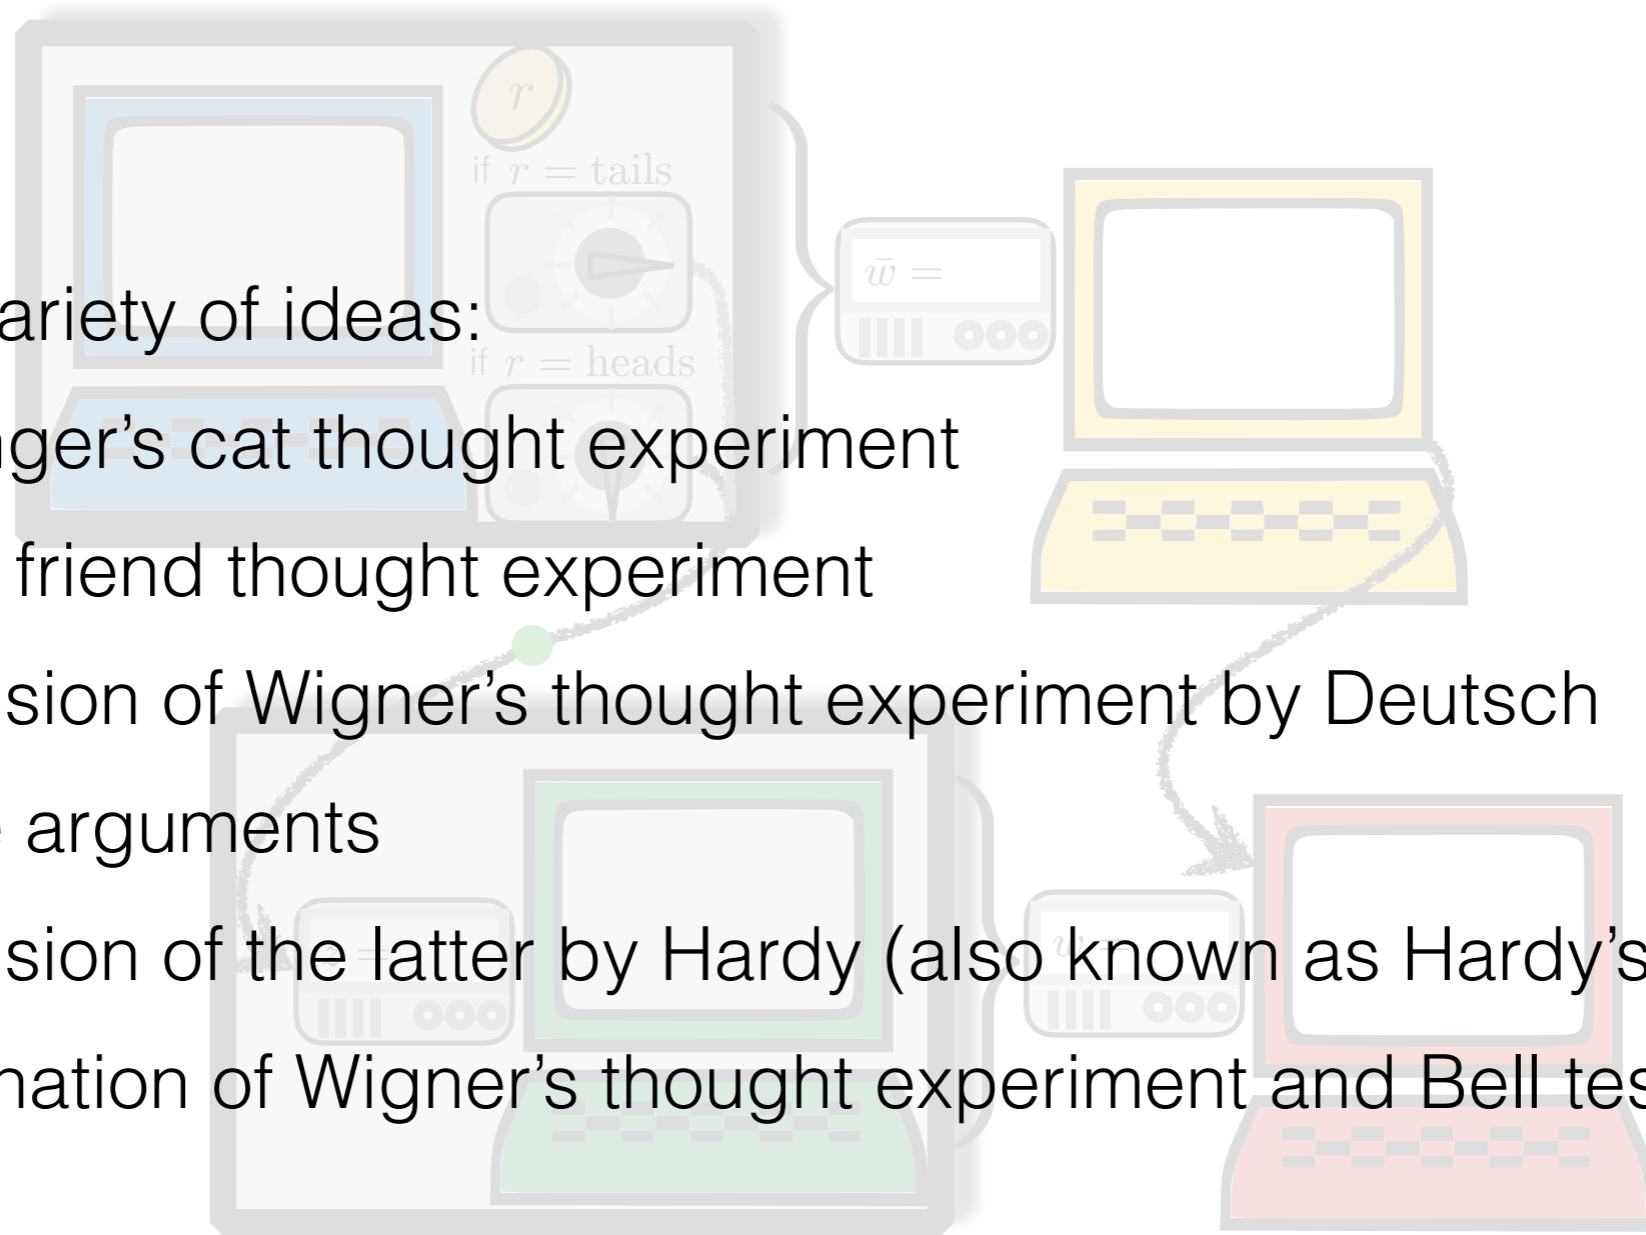 r
if r = tails
w̄ =
ariety of ideas:
if r = heads
nger’s cat thought experiment
friend thought experiment
sion of Wigner’s thought experiment by Deutsch
arguments
sion of the latter by Hardy (also known as Hardy’s
w =
nation of Wigner’s thought experiment and Bell tes